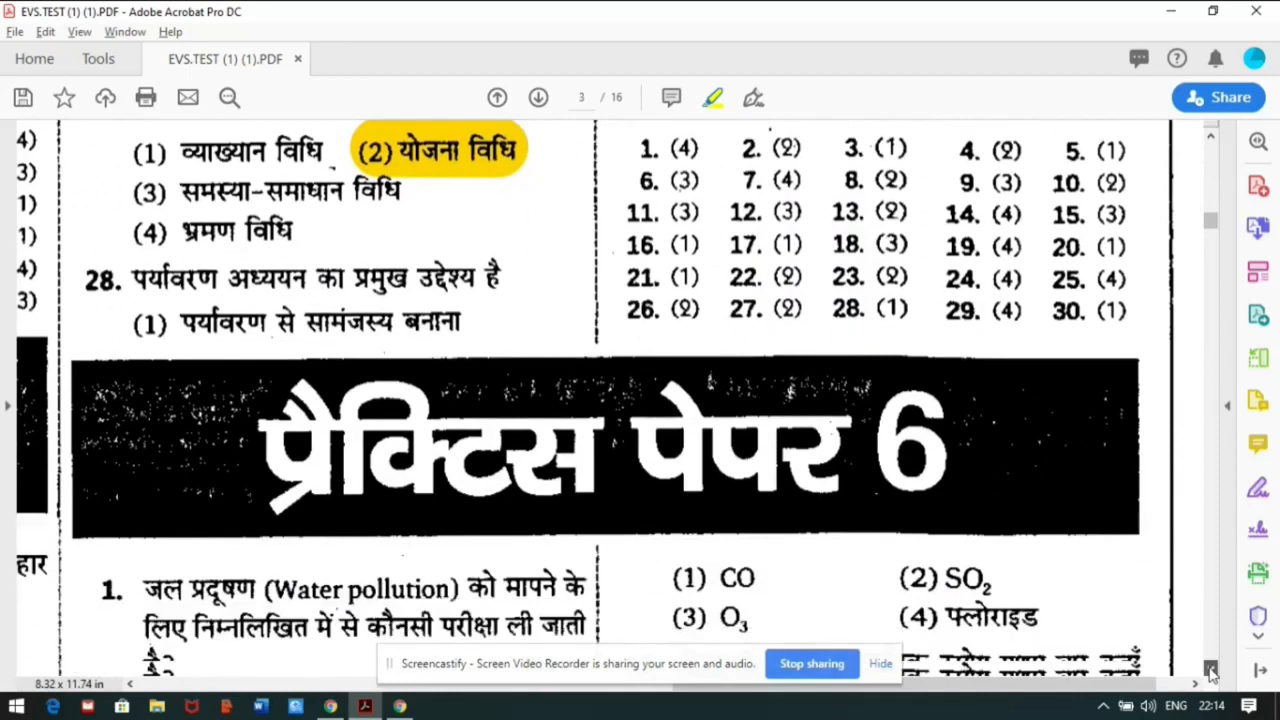 EVS.TEST (1) (1).PDF - Adobe Acrobat Pro DC
File Edit View Window Help
Home Tools EVS.TEST (1) (1).PDF ×
3 / 16
Share
4)
3)
1)
1)
4)
3)
हार
(1) व्याख्यान विधि (2) योजना विधि
(3) समस्या-समाधान विधि
(4) भ्रमण विधि
28. पर्यावरण अध्ययन का प्रमुख उद्देश्य है
(1) पर्यावरण से सामंजस्य बनाना
1. (4) 2. (2) 3. (1) 4. (2) 5. (1)
6. (3) 7. (4) 8. (2) 9. (3) 10. (2)
11. (3) 12. (3) 13. (2) 14. (4) 15. (3)
16. (1) 17. (1) 18. (3) 19. (4) 20. (1)
21. (1) 22. (2) 23. (2) 24. (4) 25. (4)
26. (2) 27. (2) 28. (1) 29. (4) 30. (1)
प्रैक्टिस पेपर 6
1. जल प्रदूषण (Water pollution) को मापने के
लिए निम्नलिखित में से कौनसी परीक्षा ली जाती
है?
(1) CO (2) SO₂
(3) O₃ (4) फ्लोराइड
Screencastify - Screen Video Recorder is sharing your screen and audio. Stop sharing Hide
8.32 x 11.74 in
ENG 22:14